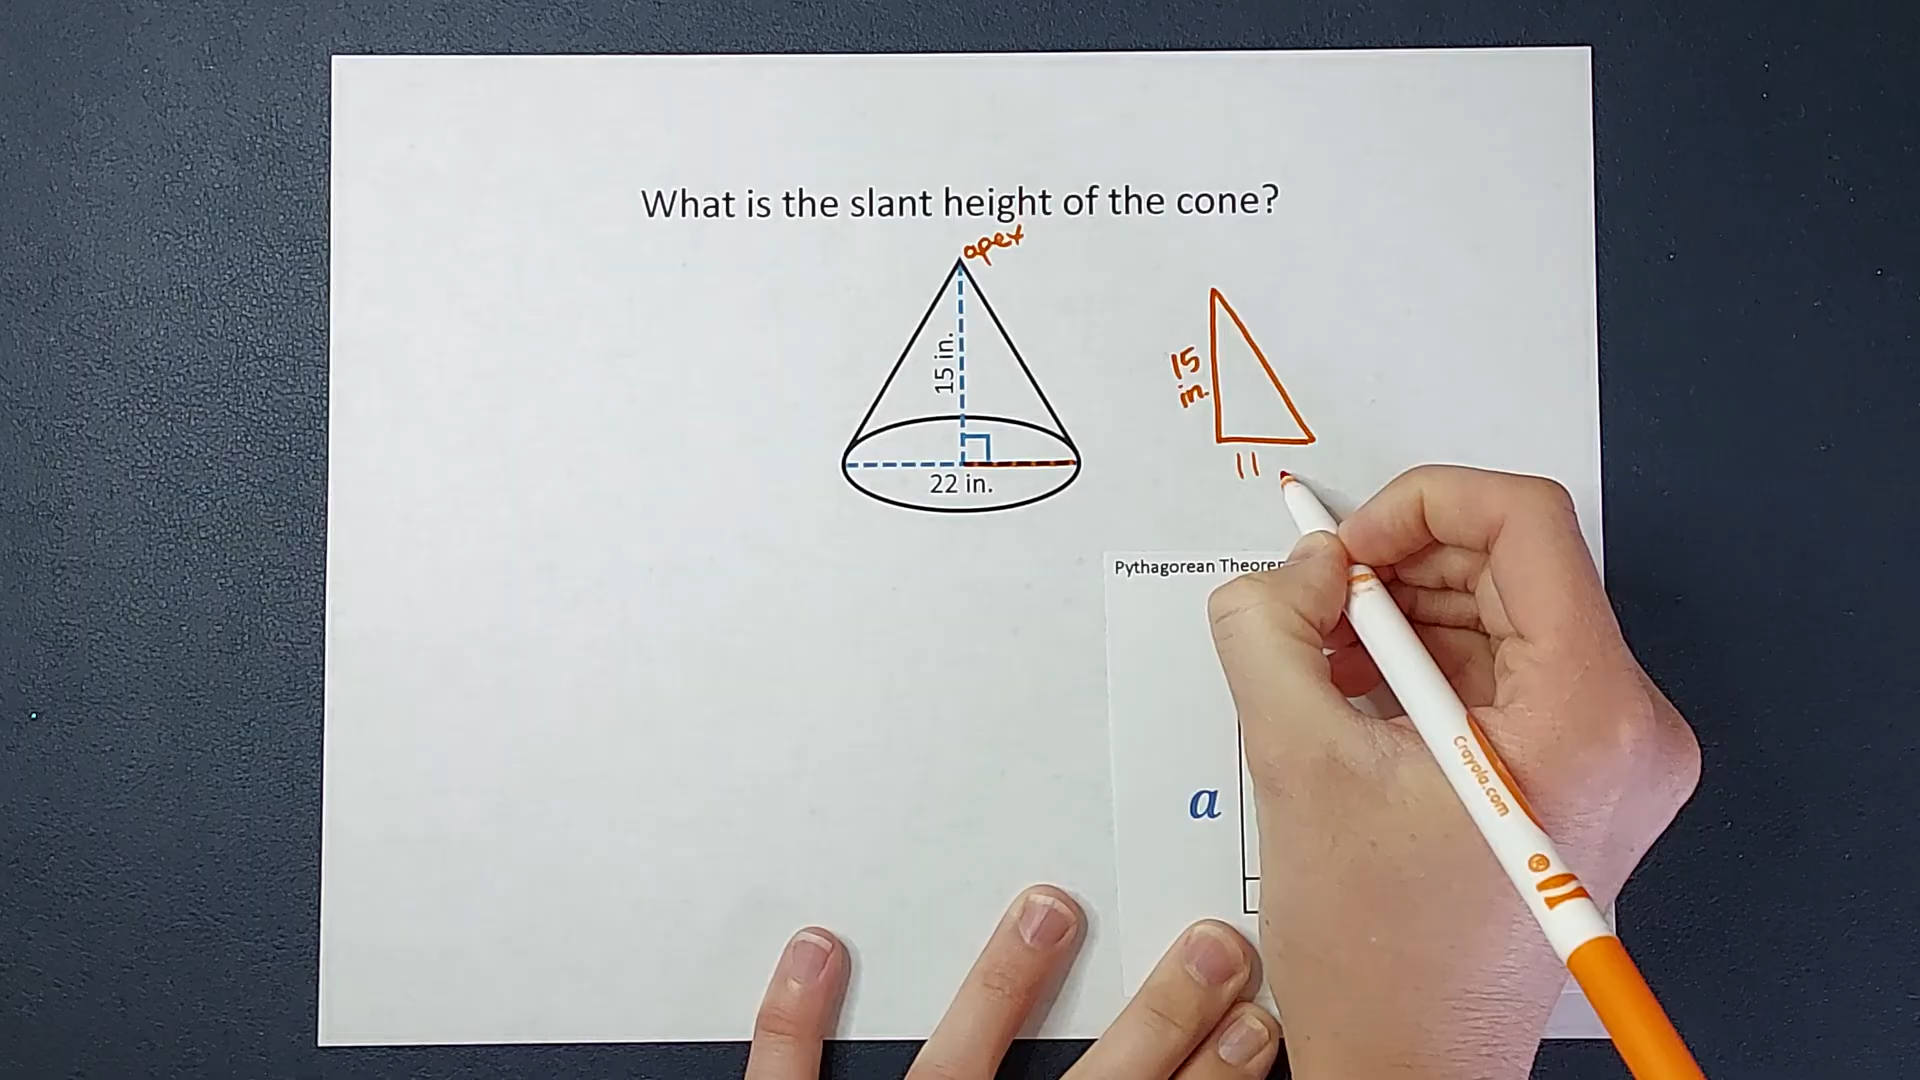 What is the slant height of the cone?
apex
15 in.
22 in.
15
in.
11
Pythagorean
a
Crayola.com